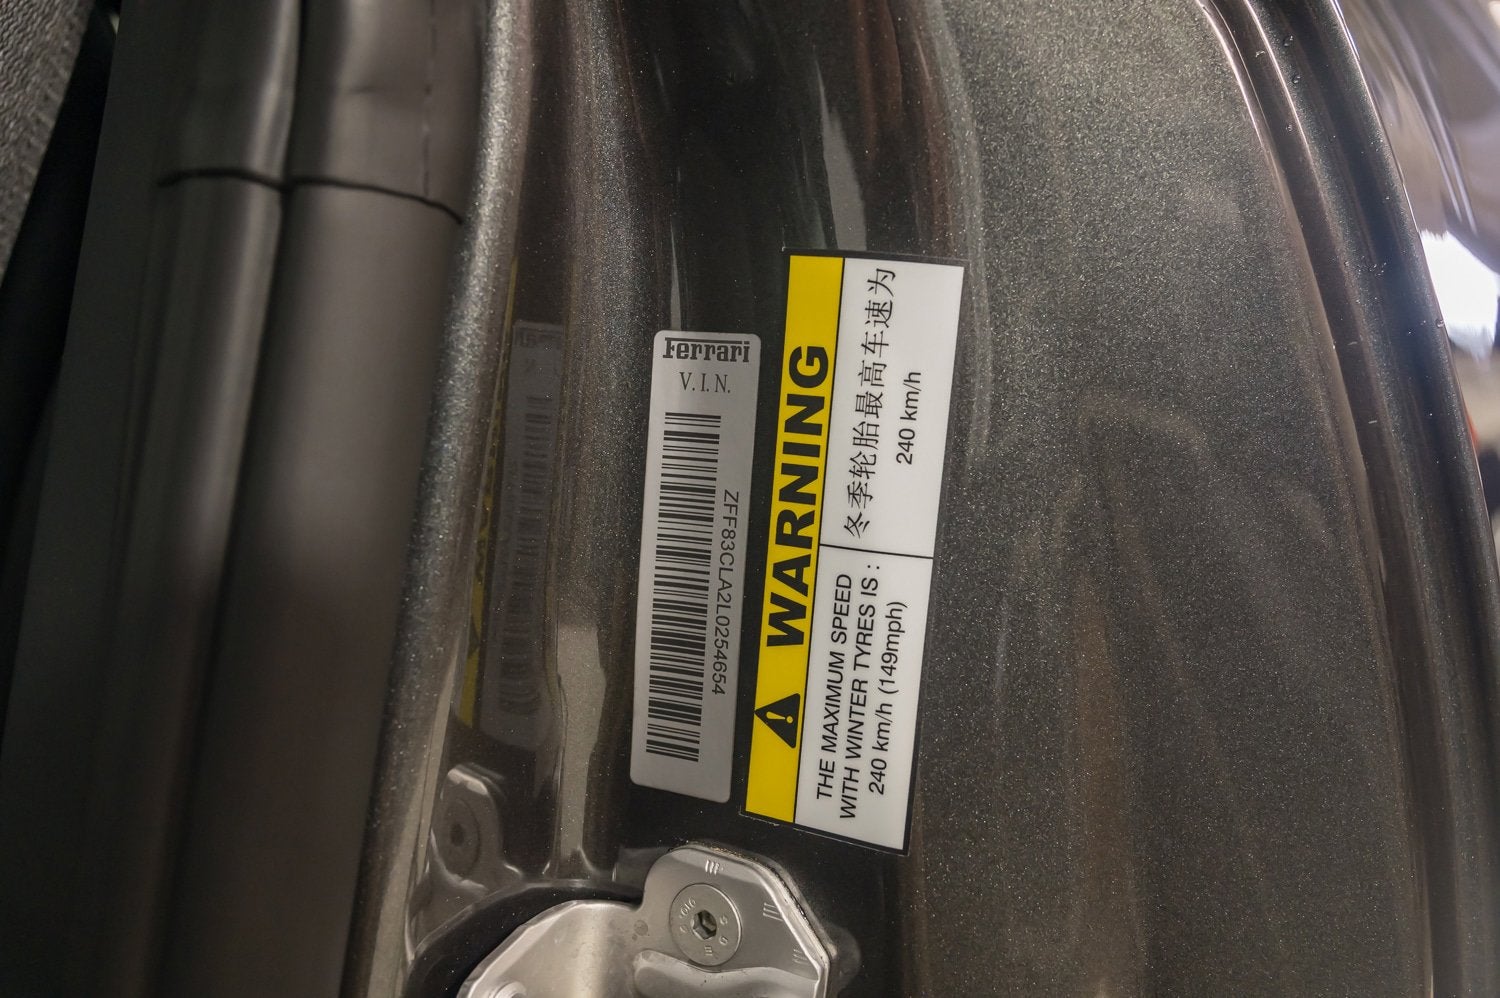 Ferrari
V.I.N.
ZFF83CLA2L0254654
WARNING
THE MAXIMUM SPEED
WITH WINTER TYRES IS :
240 km/h (149mph)
冬季轮胎最高车速为
240 km/h